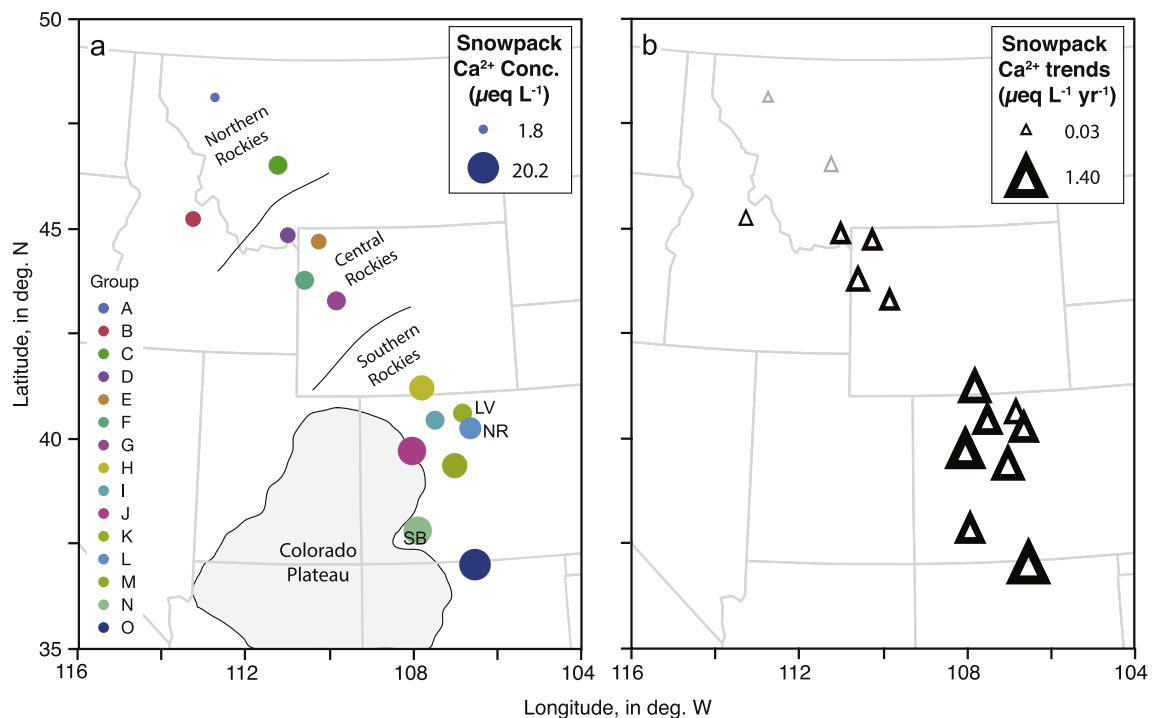 50
45
40
35
Latitude, in deg. N
a
Snowpack
Ca²⁺ Conc.
(µeq L⁻¹)
1.8
20.2
Northern
Rockies
Central
Rockies
Southern
Rockies
Group
A
B
C
D
E
F
G
H
I
J
K
L
M
N
O
LV
NR
SB
Colorado
Plateau
116
112
108
104
b
Snowpack
Ca²⁺ trends
(µeq L⁻¹ yr⁻¹)
0.03
1.40
116
112
108
104
Longitude, in deg. W